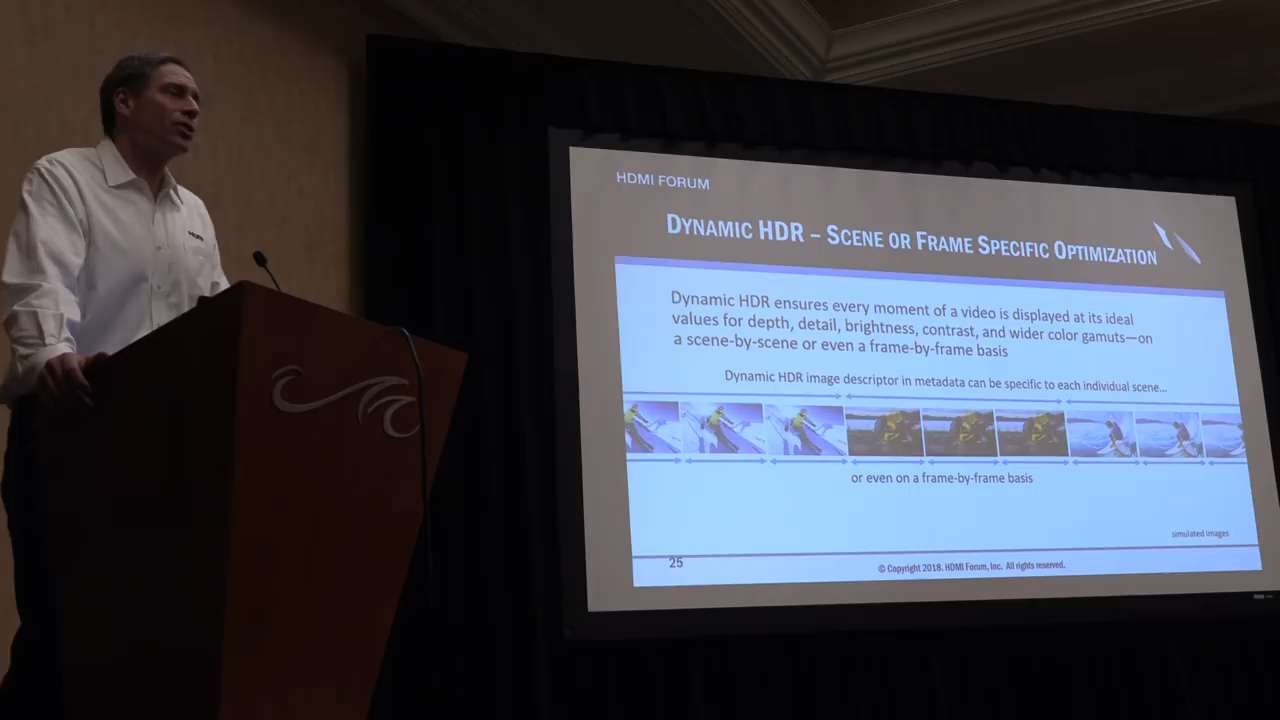 HDMI FORUM
DYNAMIC HDR – SCENE OR FRAME SPECIFIC OPTIMIZATION
Dynamic HDR ensures every moment of a video is displayed at its ideal
values for depth, detail, brightness, contrast, and wider color gamuts—on
a scene-by-scene or even a frame-by-frame basis
Dynamic HDR image descriptor in metadata can be specific to each individual scene…
or even on a frame-by-frame basis
simulated images
25
© Copyright 2018. HDMI Forum, Inc. All rights reserved.